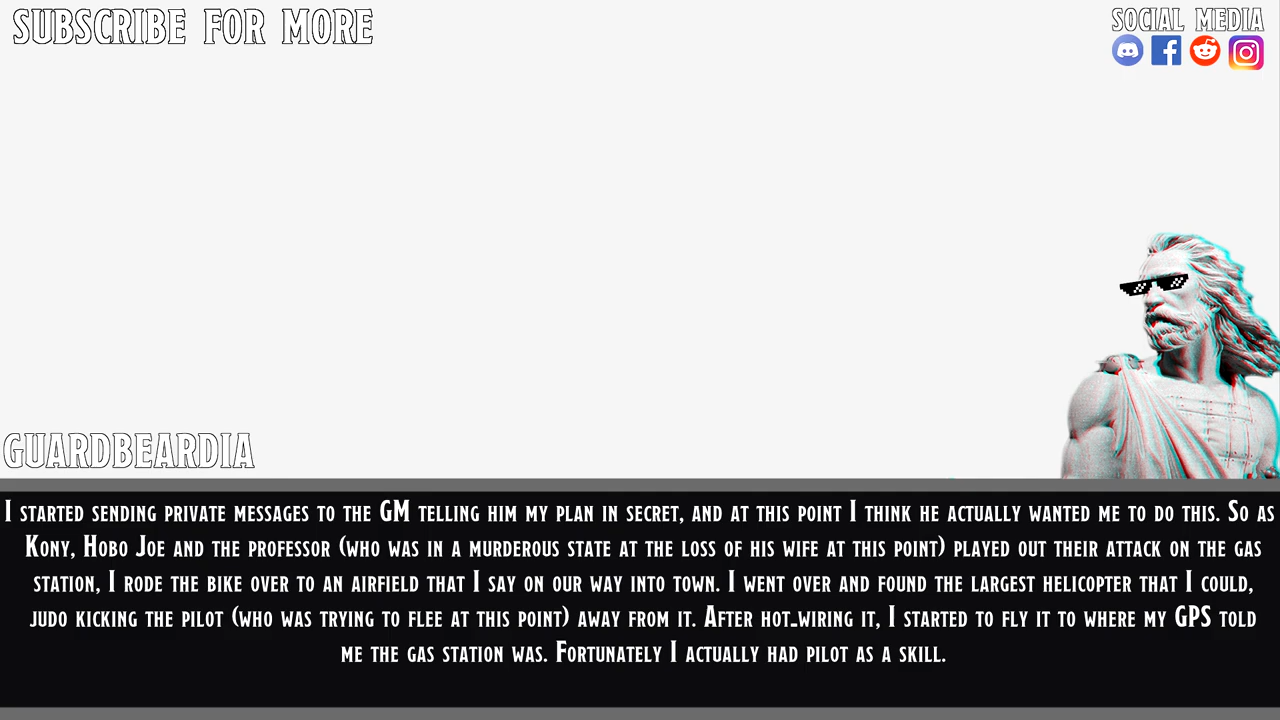 SUBSCRIBE FOR MORE
SOCIAL MEDIA
GUARDBEARDIA
I started sending private messages to the GM telling him my plan in secret, and at this point I think he actually wanted me to do this. So as
Kony, Hobo Joe and the professor (who was in a murderous state at the loss of his wife at this point) played out their attack on the gas
station, I rode the bike over to an airfield that I say on our way into town. I went over and found the largest helicopter that I could,
judo kicking the pilot (who was trying to flee at this point) away from it. After hot-wiring it, I started to fly it to where my GPS told
me the gas station was. Fortunately I actually had pilot as a skill.